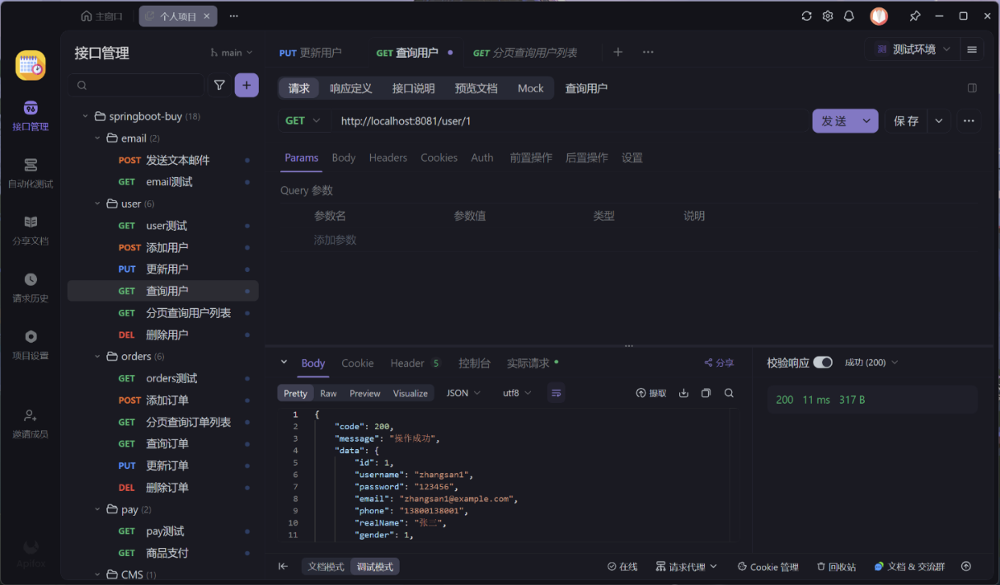 主窗口
个人项目
接口管理
main
自动化测试
分享文档
请求历史
项目设置
邀请成员
Apifox
springboot-buy (18)
email (2)
POST 发送文本邮件
GET email测试
user (6)
GET user测试
POST 添加用户
PUT 更新用户
GET 查询用户
GET 分页查询用户列表
DEL 删除用户
orders (6)
GET orders测试
POST 添加订单
GET 分页查询订单列表
GET 查询订单
PUT 更新订单
DEL 删除订单
pay (2)
GET pay测试
GET 商品支付
CMS (1)
PUT 更新用户 GET 查询用户 GET 分页查询用户列表
测 测试环境
请求 响应定义 接口说明 预览文档 Mock 查询用户
GET http://localhost:8081/user/1 发送 保存
Params Body Headers Cookies Auth 前置操作 后置操作 设置
Query 参数
参数名 参数值 类型 说明
添加参数
Body Cookie Header 5 控制台 实际请求 分享
Pretty Raw Preview Visualize JSON utf8 提取
1 {
2 "code": 200,
3 "message": "操作成功",
4 "data": {
5 "id": 1,
6 "username": "zhangsan1",
7 "password": "123456",
8 "email": "zhangsan1@example.com",
9 "phone": "13800138001",
10 "realName": "张三",
11 "gender": 1,
校验响应 成功 (200)
200 11 ms 317 B
文档模式 调试模式
在线 请求代理 Cookie 管理 回收站 文档 & 交流群
接口管理